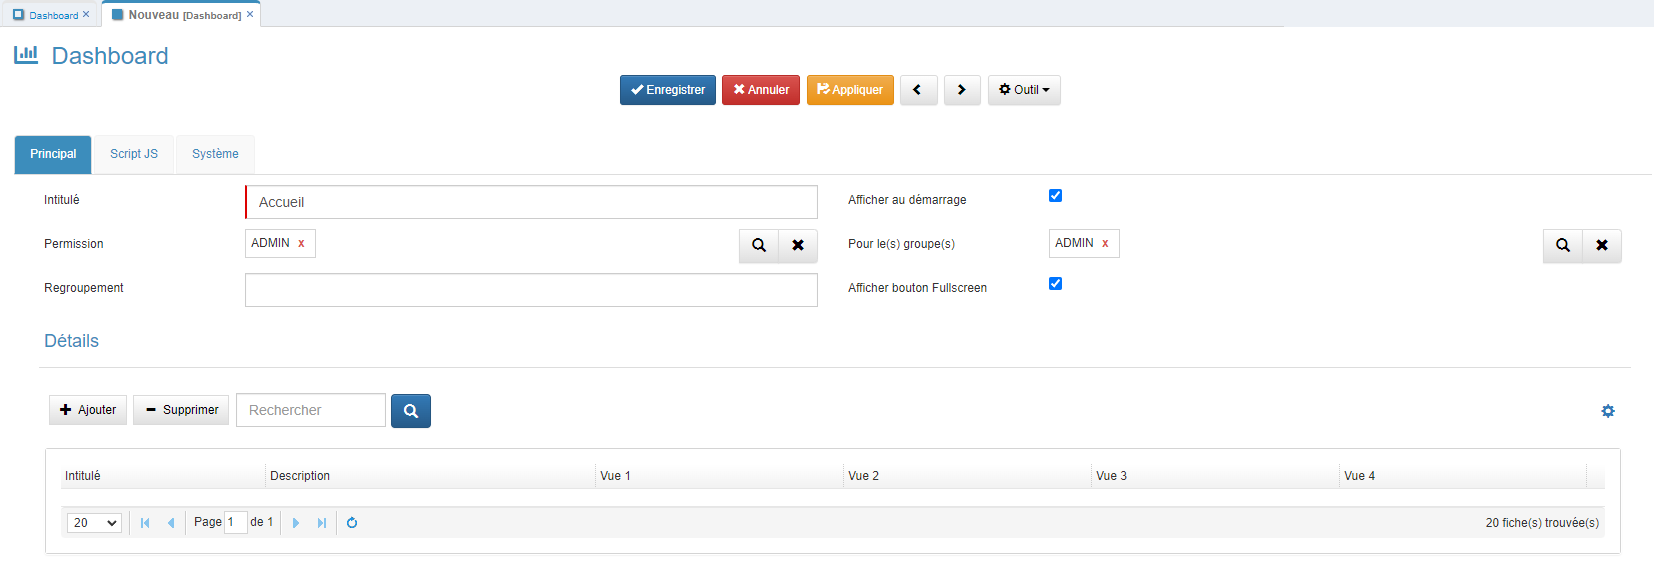 Dashboard × Nouveau [Dashboard] ×
Dashboard
Enregistrer Annuler Appliquer Outil
Principal Script JS Système
Intitulé Accueil Afficher au démarrage
Permission ADMIN x Pour le(s) groupe(s) ADMIN x
Regroupement Afficher bouton Fullscreen
Détails
Ajouter Supprimer Rechercher
Intitulé Description Vue 1 Vue 2 Vue 3 Vue 4
20 Page 1 de 1 20 fiche(s) trouvée(s)